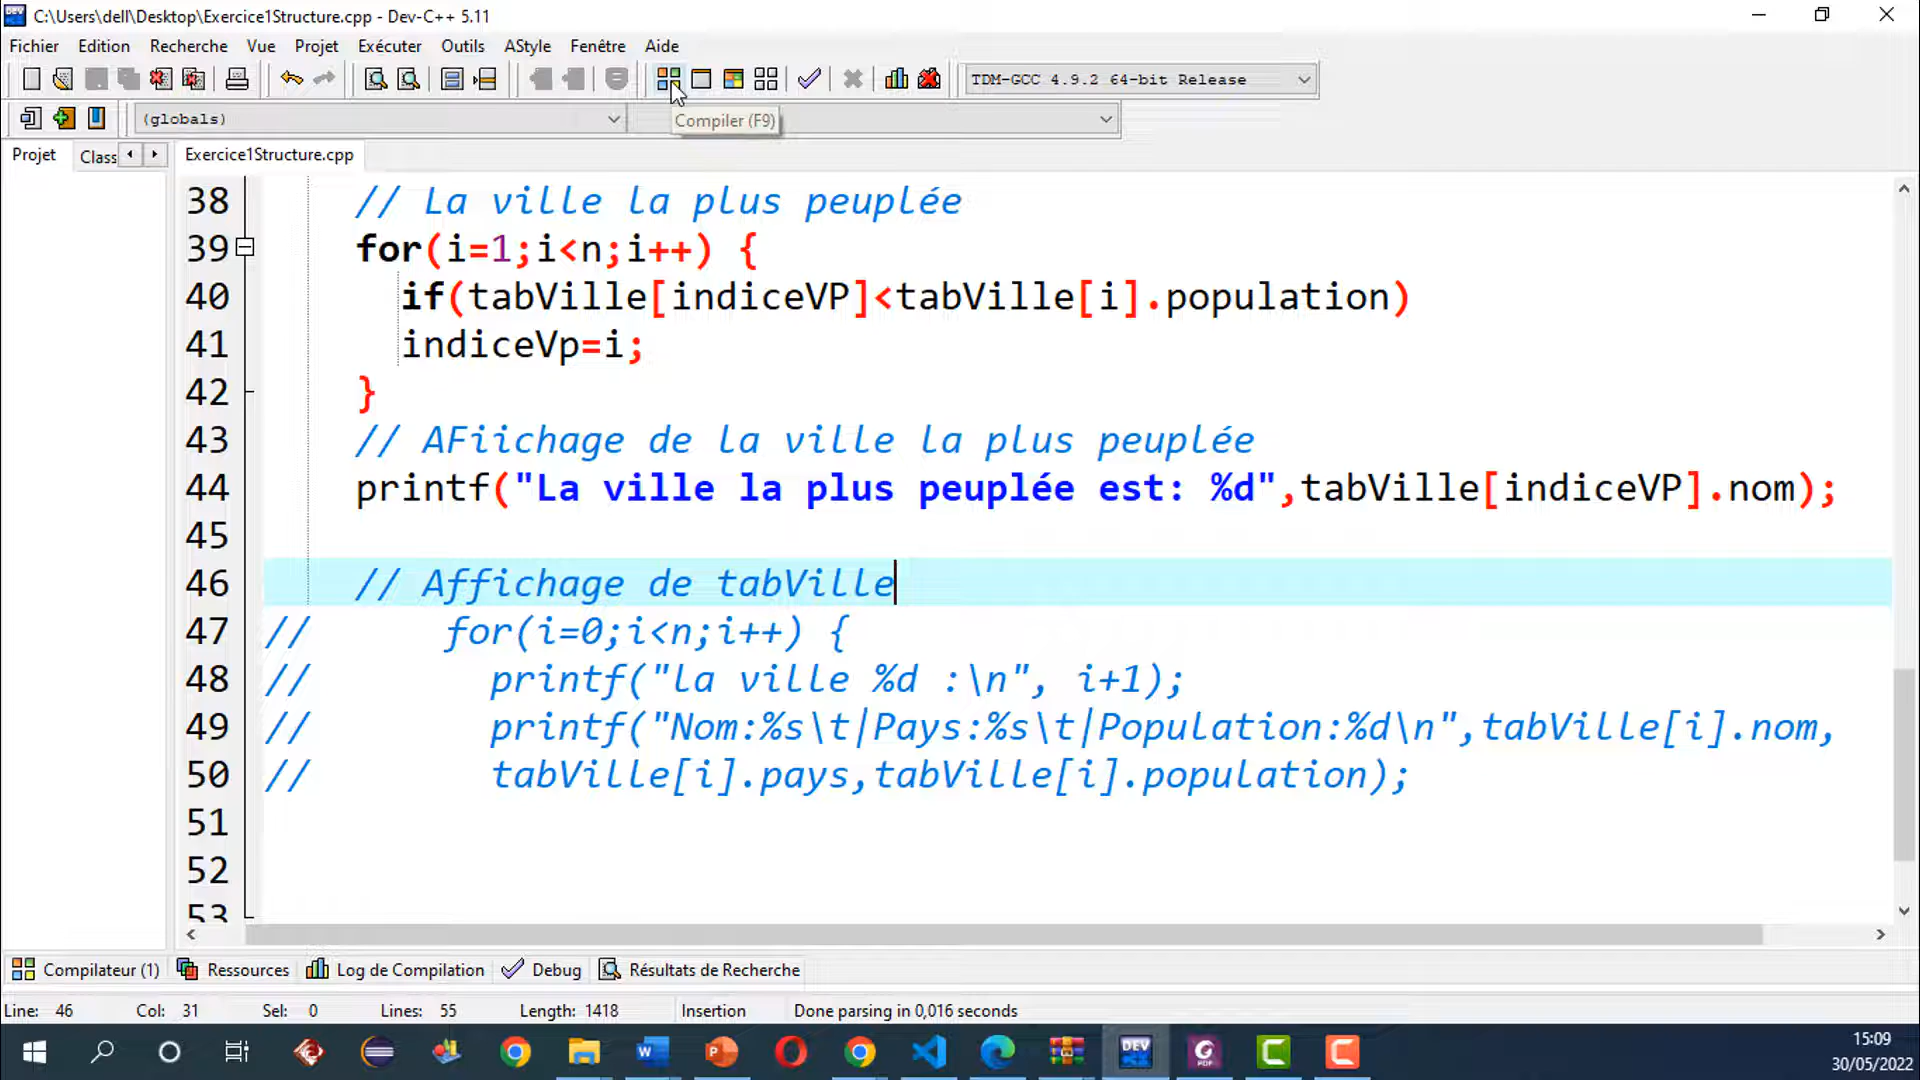 C:\Users\dell\Desktop\Exercice1Structure.cpp - Dev-C++ 5.11
Fichier Edition Recherche Vue Projet Exécuter Outils AStyle Fenêtre Aide
TDM-GCC 4.9.2 64-bit Release
(globals)
Compiler (F9)
Projet Class Exercice1Structure.cpp
38 // La ville la plus peuplée
39 for(i=1;i<n;i++) {
40 if(tabVille[indiceVP]<tabVille[i].population)
41 indiceVp=i;
42 }
43 // AFiichage de la ville la plus peuplée
44 printf("La ville la plus peuplée est: %d",tabVille[indiceVP].nom);
45
46 // Affichage de tabVille
47 // for(i=0;i<n;i++) {
48 // printf("la ville %d :\n", i+1);
49 // printf("Nom:%s\t|Pays:%s\t|Population:%d\n",tabVille[i].nom,
50 // tabVille[i].pays,tabVille[i].population);
51
52
53
Compilateur (1) Ressources Log de Compilation Debug Résultats de Recherche
Line: 46 Col: 31 Sel: 0 Lines: 55 Length: 1418 Insertion Done parsing in 0,016 seconds
W P DEV PDF C C
15:09
30/05/2022